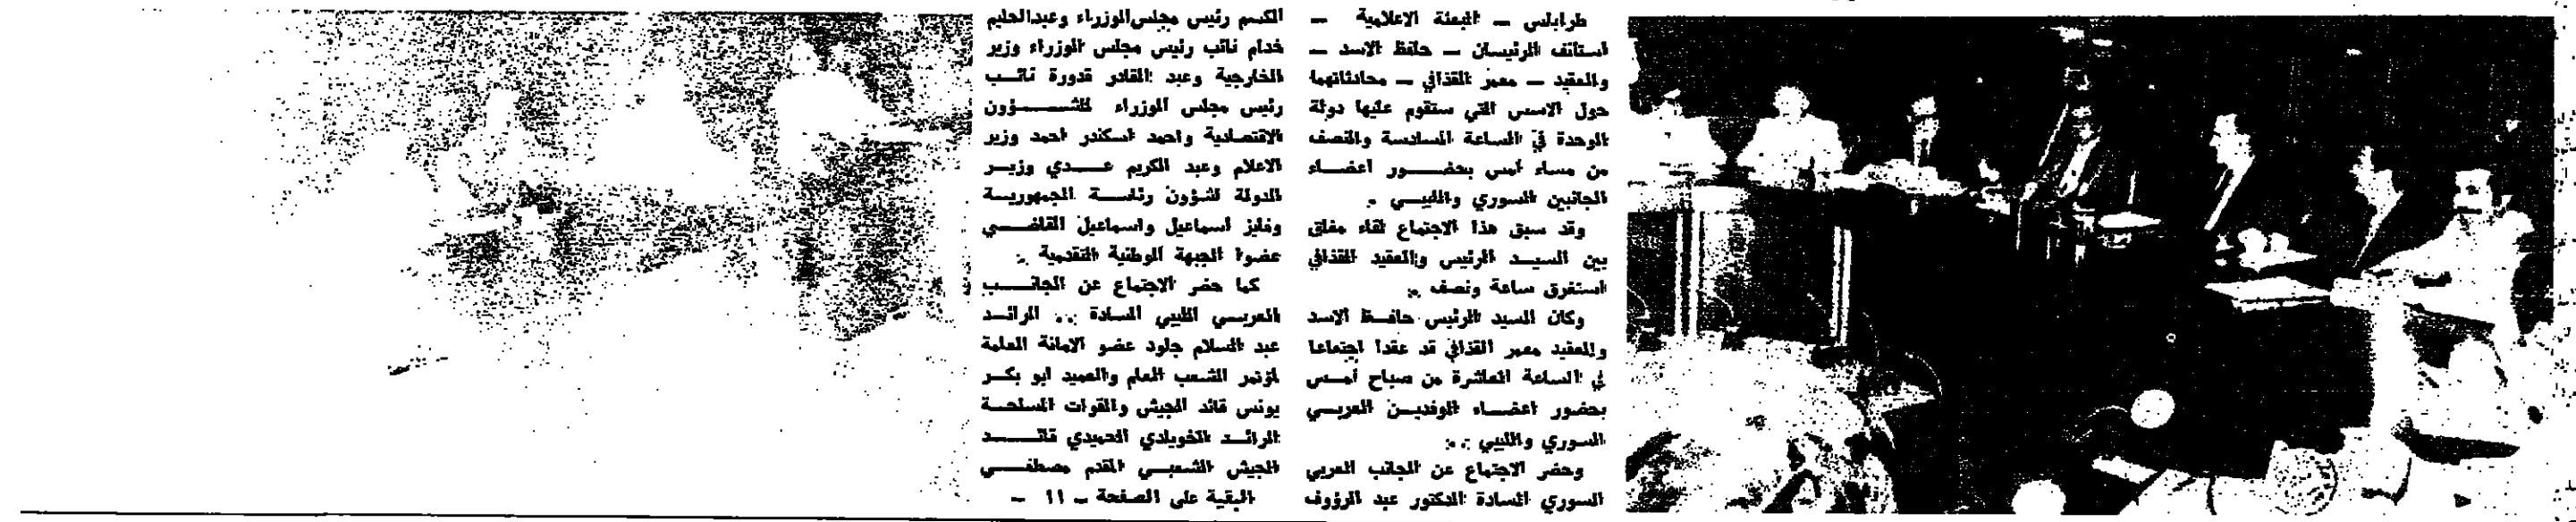 طرابلس — البعثة الاعلامية —
استانف الرئيسان — حافظ الاسد —
والعقيد — معمر القذافي — محادثاتهما
حول الاسس التي ستقوم عليها دولة
الوحدة في الساعة السادسة والنصف
من مساء أمس بحضور اعضاء
الجانبين السوري والليبي .
وقد سبق هذا الاجتماع لقاء مغلق
بين السيد الرئيس والعقيد القذافي
استغرق ساعة ونصف .
وكان السيد الرئيس حافظ الاسد
والعقيد معمر القذافي قد عقدا اجتماعا
في الساعة العاشرة من صباح أمس
بحضور اعضاء الوفدين العربي
السوري والليبي ..
وحضر الاجتماع عن الجانب العربي
السوري السادة الدكتور عبد الرؤوف
الكسم رئيس مجلس الوزراء وعبد الحليم
خدام نائب رئيس مجلس الوزراء وزير
الخارجية وعبد القادر قدورة نائب
رئيس مجلس الوزراء للشؤون
الاقتصادية واحمد اسكندر احمد وزير
الاعلام وعبد الكريم عدي وزير
الدولة لشؤون رئاسة الجمهورية
وفايز اسماعيل واسماعيل القاضي
عضوا الجبهة الوطنية التقدمية .
كما حضر الاجتماع عن الجانب
العربي الليبي السادة .. الرائد
عبد السلام جلود عضو الامانة العامة
لمؤتمر الشعب العام والعميد ابو بكر
يونس قائد الجيش والقوات المسلحة
الرائد الخويلدي الحميدي قائد
الجيش الشعبي المقدم مصطفى
البقية على الصفحة — ١١ —